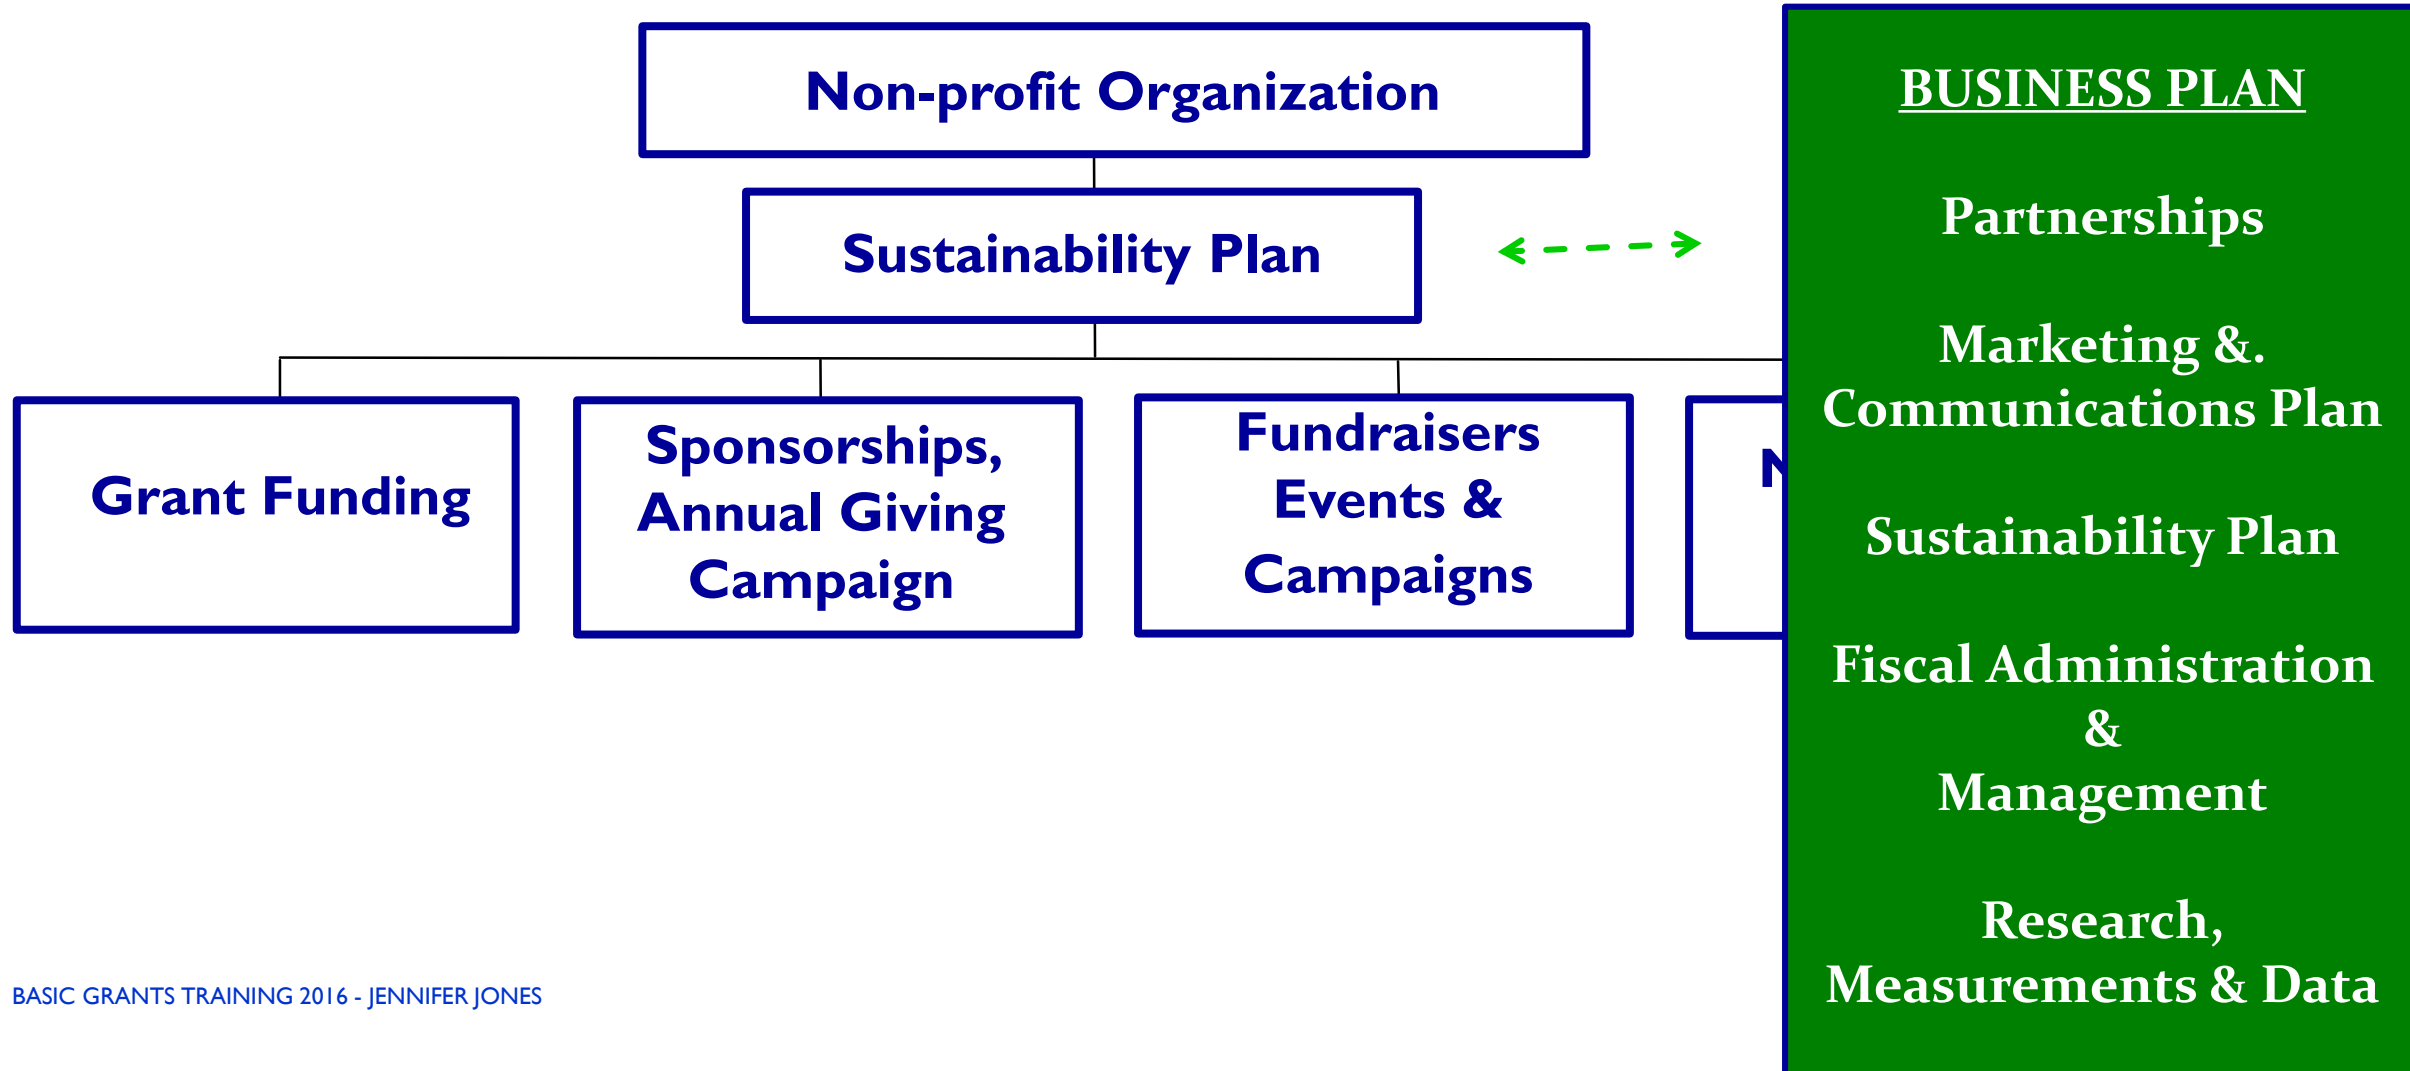 Non-profit Organization
Sustainability Plan
Grant Funding
Sponsorships,
Annual Giving
Campaign
Fundraisers
Events &
Campaigns
BUSINESS PLAN
Partnerships
Marketing &.
Communications Plan
Sustainability Plan
Fiscal Administration
&
Management
Research,
Measurements & Data
BASIC GRANTS TRAINING 2016 - JENNIFER JONES